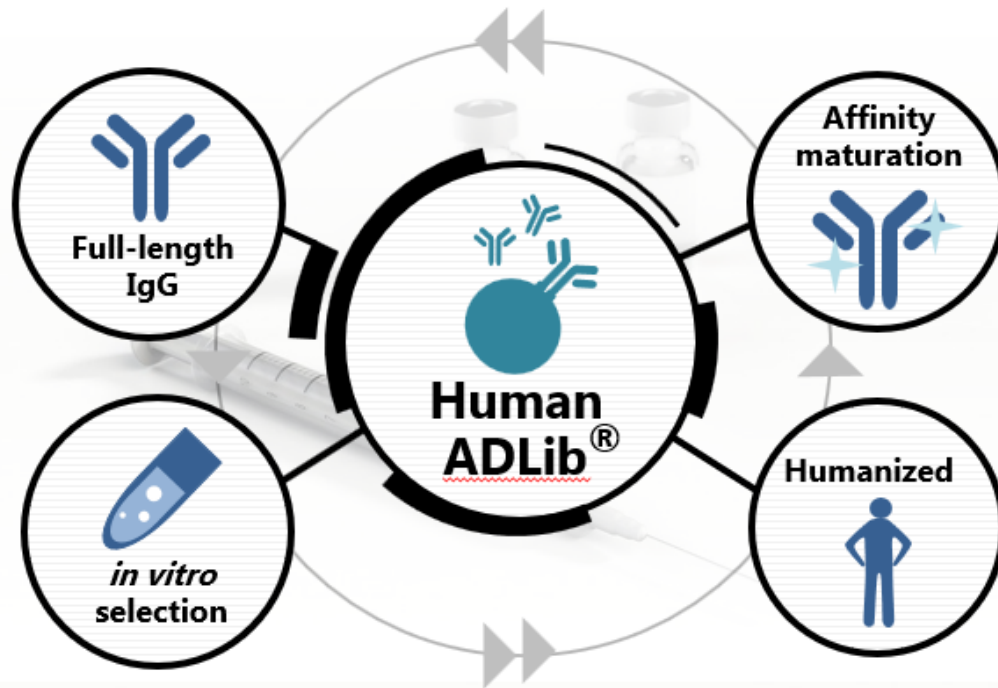 Full-length
IgG
Affinity
maturation
Human
ADLib®
in vitro
selection
Humanized